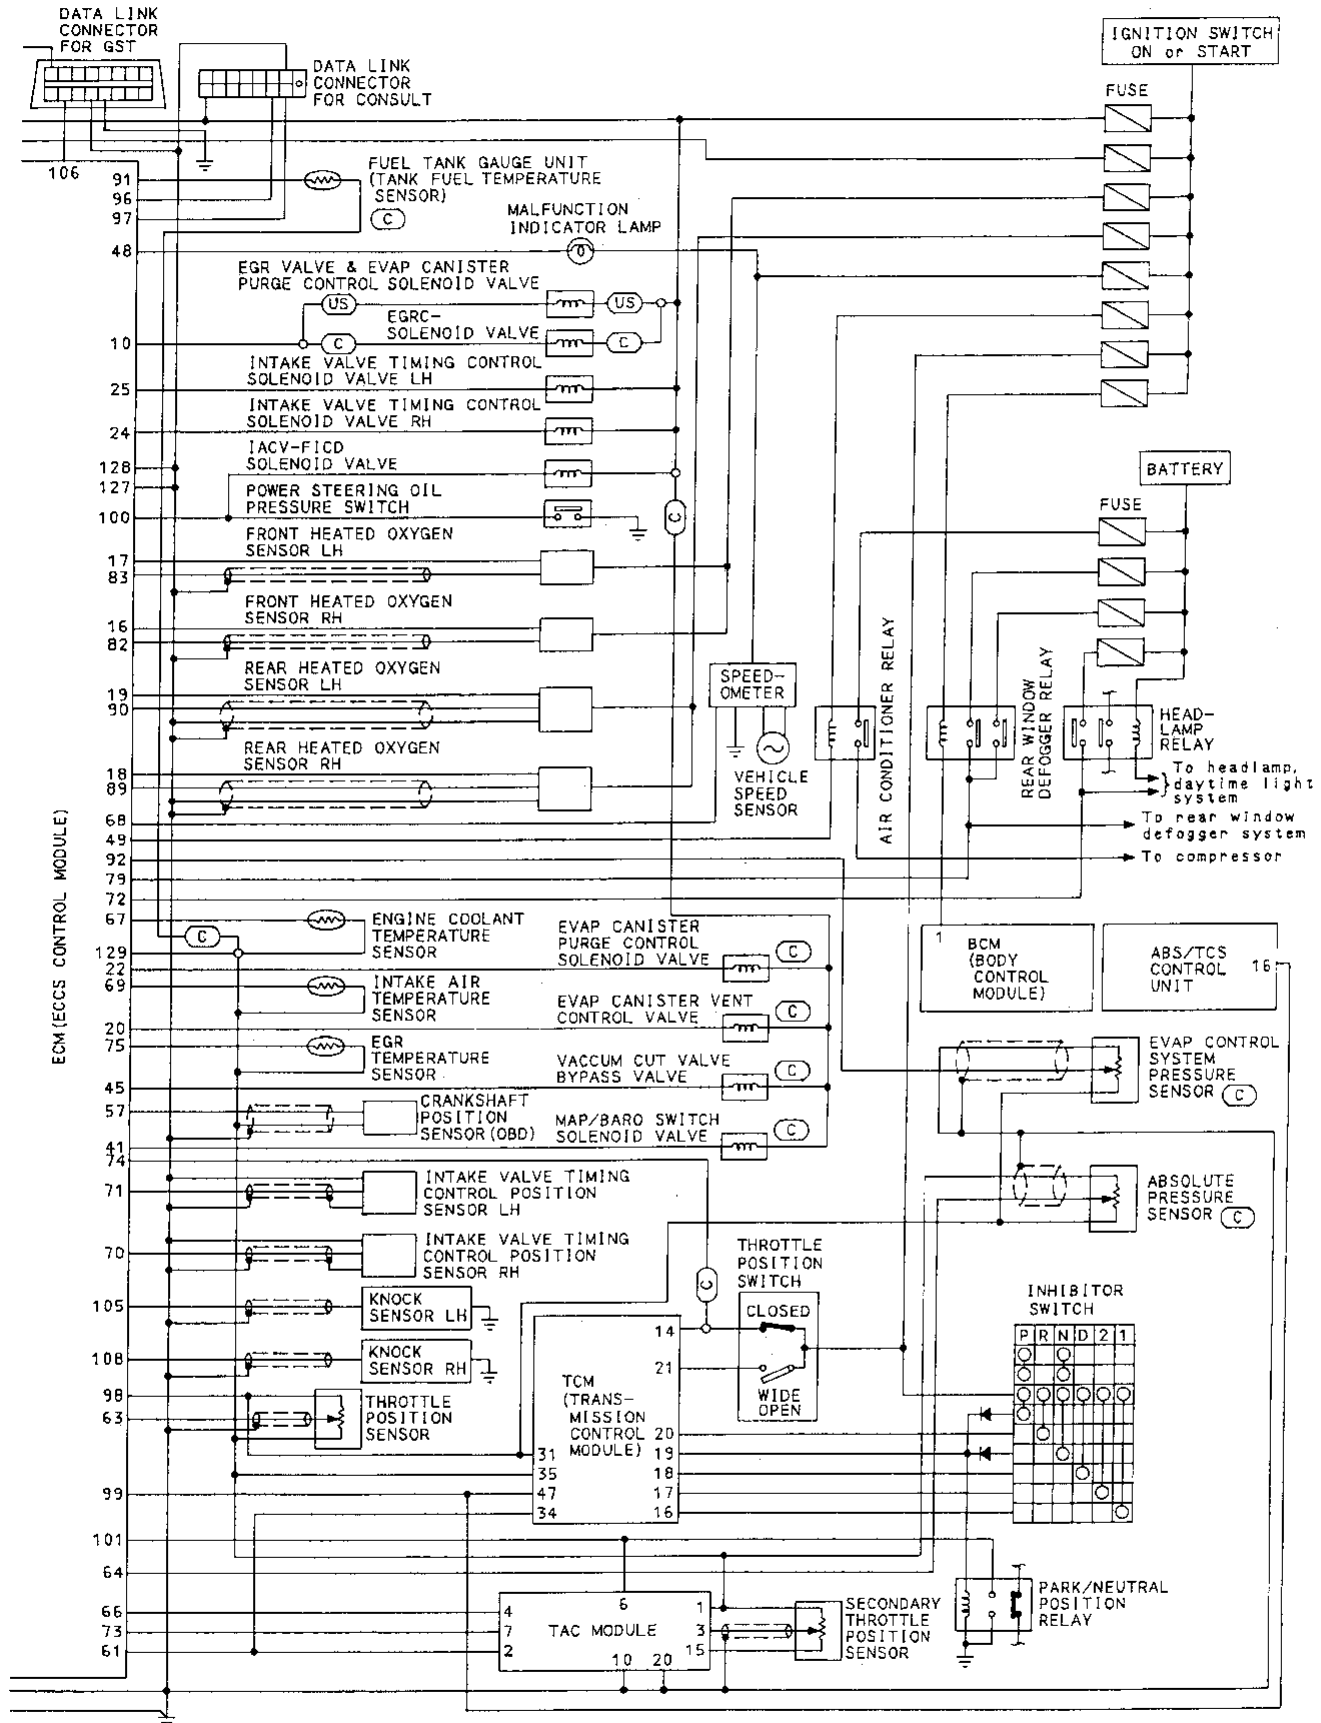 DATA LINK
CONNECTOR
FOR GST
DATA LINK
CONNECTOR
FOR CONSULT
IGNITION SWITCH
ON or START
FUSE
106
91
96
97
FUEL TANK GAUGE UNIT
(TANK FUEL TEMPERATURE
SENSOR)
C
MALFUNCTION
INDICATOR LAMP
48
EGR VALVE & EVAP CANISTER
PURGE CONTROL SOLENOID VALVE
US
US
EGRC-
SOLENOID VALVE
10
C
C
INTAKE VALVE TIMING CONTROL
SOLENOID VALVE LH
25
INTAKE VALVE TIMING CONTROL
SOLENOID VALVE RH
24
IACV-FICD
SOLENOID VALVE
128
127
POWER STEERING OIL
PRESSURE SWITCH
100
C
BATTERY
FUSE
FRONT HEATED OXYGEN
SENSOR LH
17
83
FRONT HEATED OXYGEN
SENSOR RH
16
82
REAR HEATED OXYGEN
SENSOR LH
19
90
REAR HEATED OXYGEN
SENSOR RH
18
89
SPEED-
OMETER
VEHICLE
SPEED
SENSOR
AIR CONDITIONER RELAY
REAR WINDOW
DEFOGGER RELAY
HEAD-
LAMP
RELAY
To headlamp,
daytime light
system
To rear window
defogger system
To compressor
68
49
92
79
72
67
ECM(ECCS CONTROL MODULE)
ENGINE COOLANT
TEMPERATURE
SENSOR
C
129
22
69
INTAKE AIR
TEMPERATURE
SENSOR
20
75
EGR
TEMPERATURE
SENSOR
45
57
CRANKSHAFT
POSITION
SENSOR(OBD)
41
74
EVAP CANISTER
PURGE CONTROL
SOLENOID VALVE
C
EVAP CANISTER VENT
CONTROL VALVE
C
VACCUM CUT VALVE
BYPASS VALVE
C
MAP/BARO SWITCH
SOLENOID VALVE
C
1
BCM
(BODY
CONTROL
MODULE)
ABS/TCS
CONTROL
UNIT
16
EVAP CONTROL
SYSTEM
PRESSURE
SENSOR
C
ABSOLUTE
PRESSURE
SENSOR
C
71
INTAKE VALVE TIMING
CONTROL POSITION
SENSOR LH
70
INTAKE VALVE TIMING
CONTROL POSITION
SENSOR RH
105
KNOCK
SENSOR LH
108
KNOCK
SENSOR RH
98
63
THROTTLE
POSITION
SENSOR
C
THROTTLE
POSITION
SWITCH
CLOSED
WIDE
OPEN
INHIBITOR
SWITCH
P R N D 2 1
TCM
(TRANS-
MISSION
CONTROL
MODULE)
14
21
20
19
18
17
16
31
35
47
34
99
101
64
66
73
61
TAC MODULE
4
7
2
6
1
3
15
10
20
SECONDARY
THROTTLE
POSITION
SENSOR
PARK/NEUTRAL
POSITION
RELAY